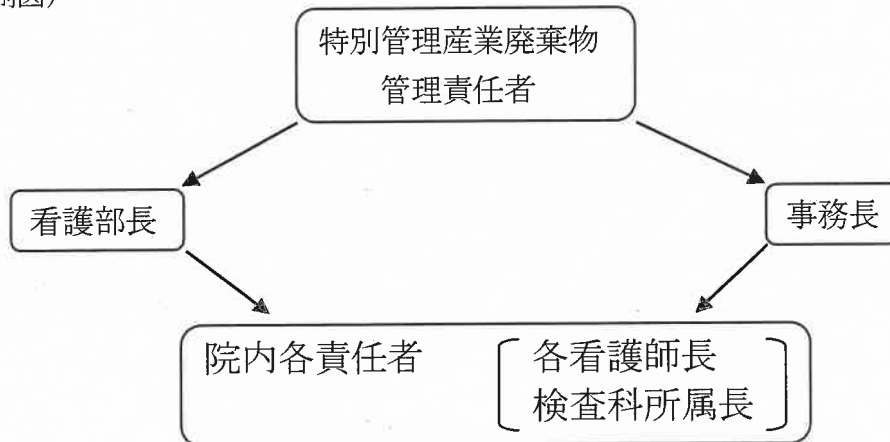 特別管理産業廃棄物
管理責任者
看護部長
事務長
院内各責任者
各看護師長
検査科所属長